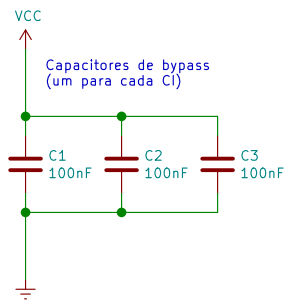 VCC
Capacitores de bypass
(um para cada CI)
C1
100nF
C2
100nF
C3
100nF